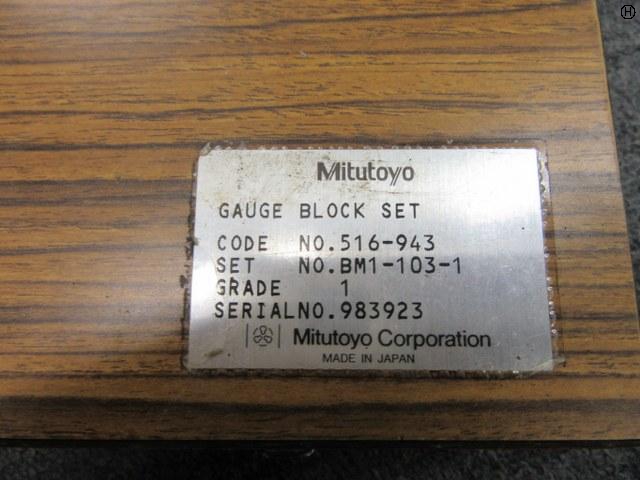 H
Mitutoyo
GAUGE BLOCK SET
CODE NO.516-943
SET NO.BM1-103-1
GRADE 1
SERIALNO.983923
Mitutoyo Corporation
MADE IN JAPAN